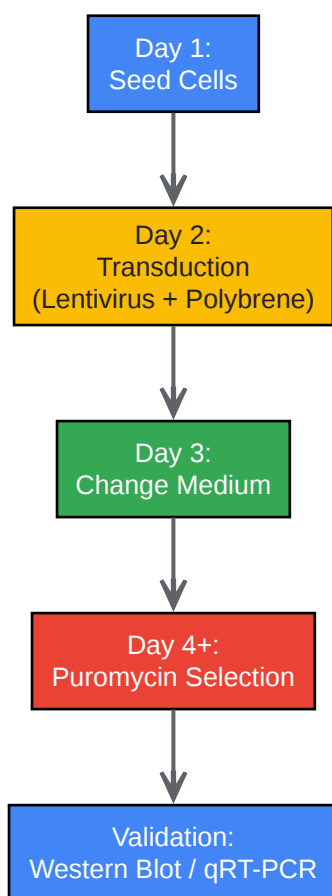 Day 1:
Seed Cells
Day 2:
Transduction
(Lentivirus + Polybrene)
Day 3:
Change Medium
Day 4+:
Puromycin Selection
Validation:
Western Blot / qRT-PCR